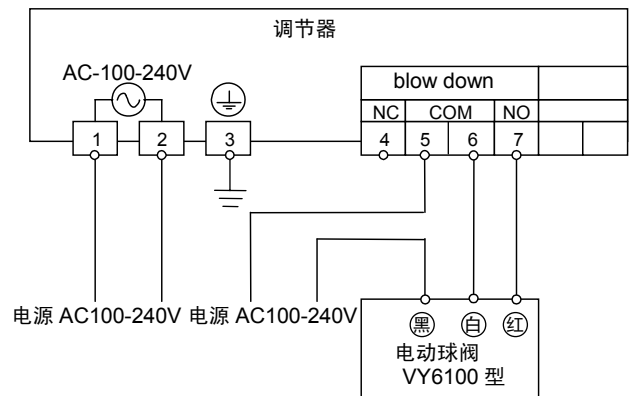 调节器
AC-100-240V
blow down
NC COM NO
1 2 3 4 5 6 7
电源 AC100-240V 电源 AC100-240V
黑 白 红
电动球阀
VY6100 型